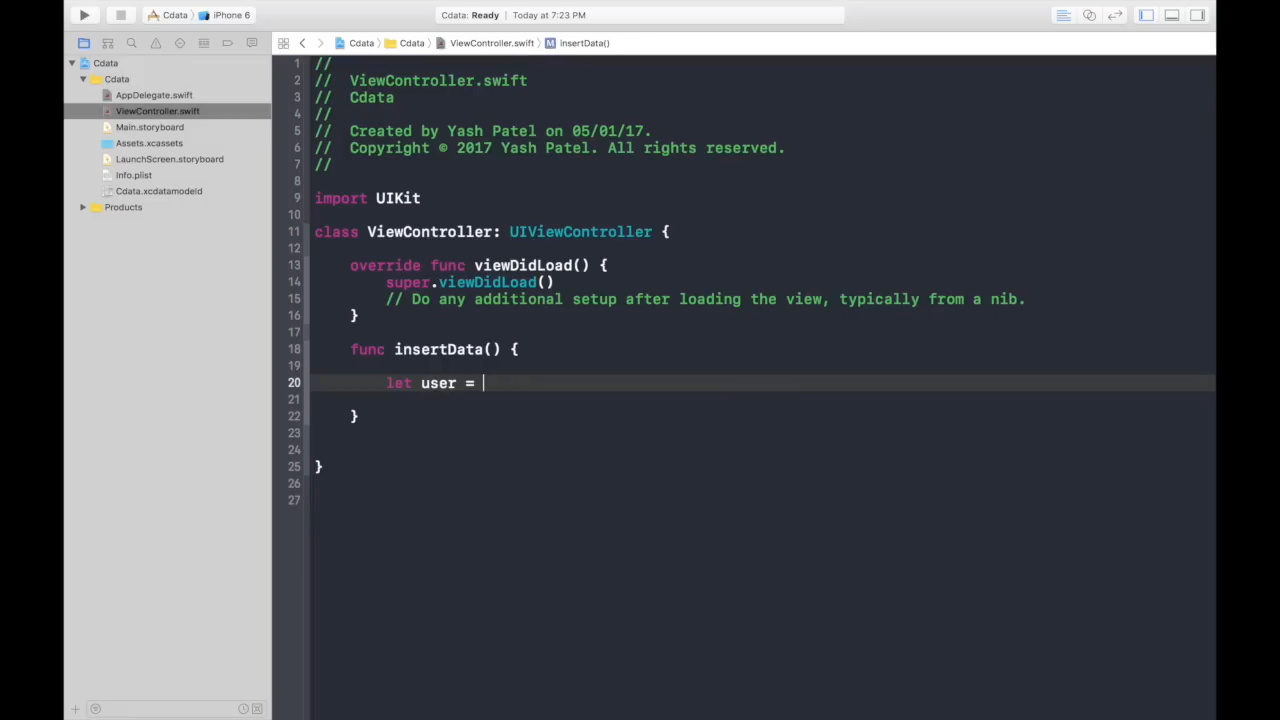 Cdata
iPhone 6
Cdata: Ready | Today at 7:23 PM
Cdata
Cdata
ViewController.swift
insertData()
Cdata
Cdata
AppDelegate.swift
ViewController.swift
Main.storyboard
Assets.xcassets
LaunchScreen.storyboard
Info.plist
Cdata.xcdatamodeld
Products
1 //
2 // ViewController.swift
3 // Cdata
4 //
5 // Created by Yash Patel on 05/01/17.
6 // Copyright © 2017 Yash Patel. All rights reserved.
7 //
8
9 import UIKit
10
11 class ViewController: UIViewController {
12
13 override func viewDidLoad() {
14 super.viewDidLoad()
15 // Do any additional setup after loading the view, typically from a nib.
16 }
17
18 func insertData() {
19
20 let user =
21
22 }
23
24
25 }
26
27